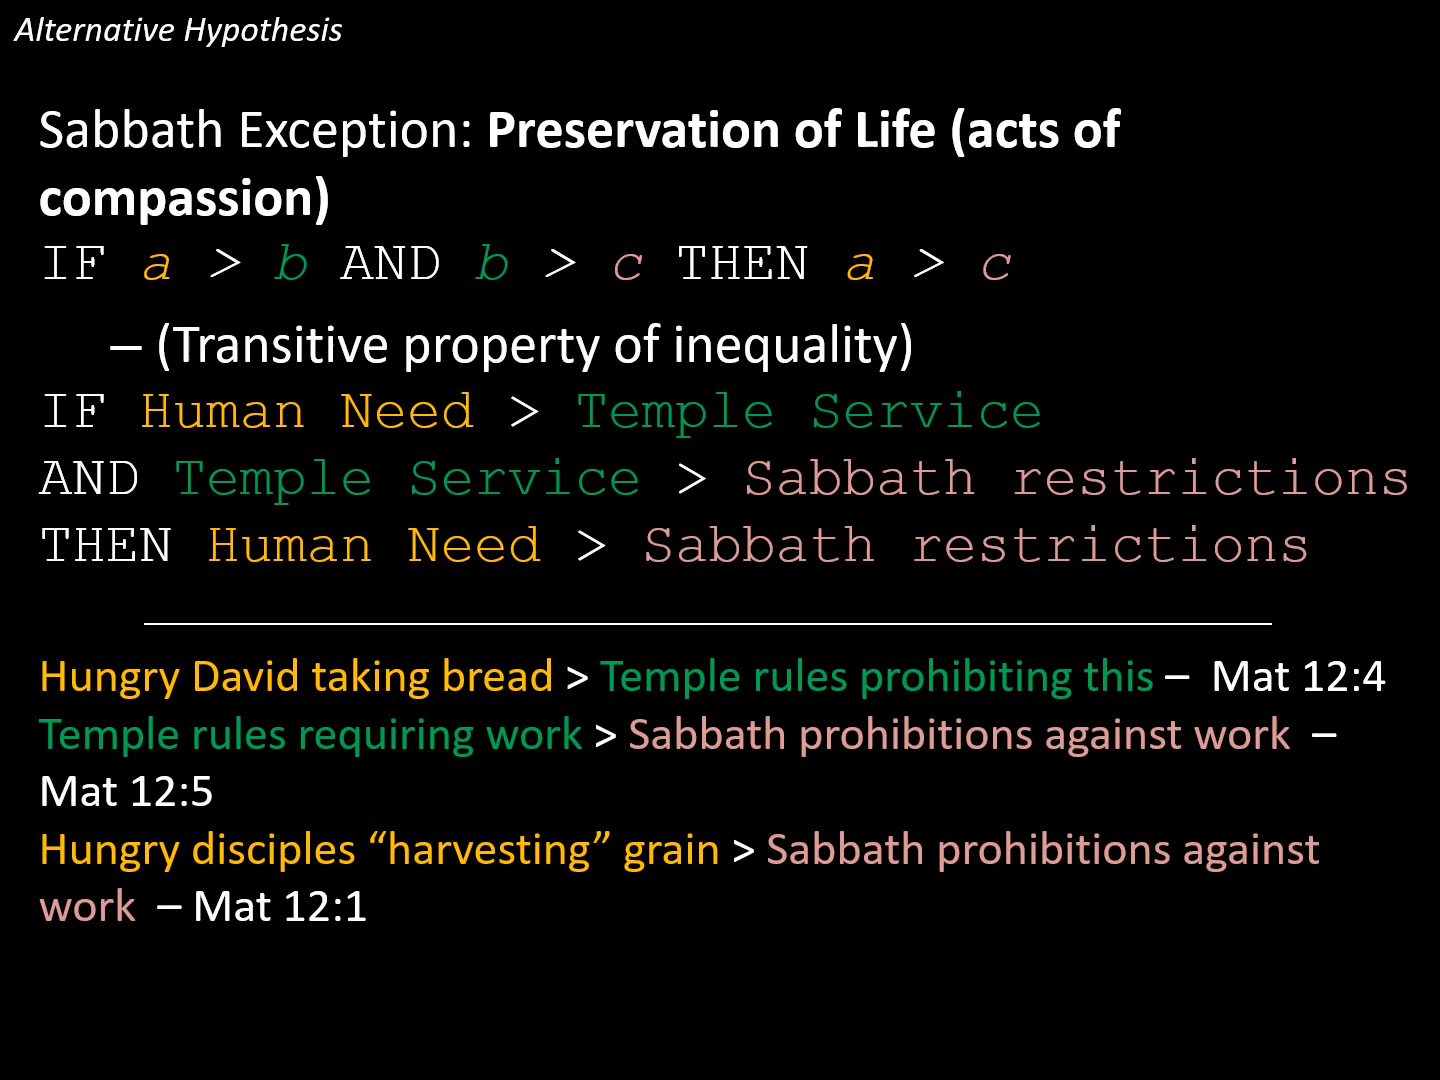 Alternative Hypothesis
Sabbath Exception: Preservation of Life (acts of
compassion)
IF a > b AND b > c THEN a > c
– (Transitive property of inequality)
IF Human Need > Temple Service
AND Temple Service > Sabbath restrictions
THEN Human Need > Sabbath restrictions
Hungry David taking bread > Temple rules prohibiting this – Mat 12:4
Temple rules requiring work > Sabbath prohibitions against work –
Mat 12:5
Hungry disciples “harvesting” grain > Sabbath prohibitions against
work – Mat 12:1